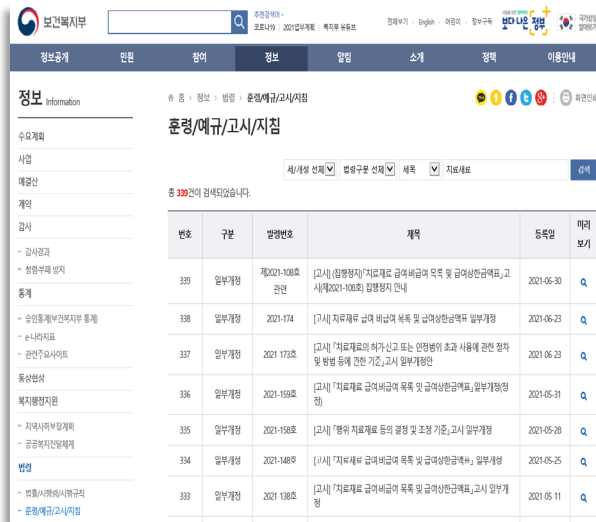 보건복지부
추천검색어 -
코로나19 | 2021업무계획 | 복지부 유튜브
전체보기 · English · 어린이 · 정보구독
보다나은 정부
국가상징
알아보기
정보공개 민원 참여 정보 알림 소개 정책 이용안내
정보 Information
홈 > 정보 > 법령 > 훈령/예규/고시/지침
화면인쇄
훈령/예규/고시/지침
수요계획
사업
예결산
계약
감사
- 감사결과
- 청렴·부패 방지
통계
- 승인통계(보건복지부 통계)
- e-나라지표
- 관련주요사이트
통상협상
복지행정지원
- 지역사회보장계획
- 공공복지전달체계
법령
- 법률/시행령/시행규칙
- 훈령/예규/고시/지침
제/개정 선택 법령구분 선택 제목 치료재료 검색
총 339건이 검색되었습니다.
번호 구분 발령번호 제목 등록일 미리보기
339 일부개정 제2021-108호 관련 [고시] (집행정지)「치료재료 급여·비급여 목록 및 급여상한금액표」고시(제2021-108호) 집행정지 안내 2021-06-30
338 일부개정 2021-174 [고시] 치료재료 급여·비급여 목록 및 급여상한금액표 일부개정 2021-06-23
337 일부개정 2021-173호 [고시]「치료재료의 허가·신고 또는 인정범위 초과 사용에 관한 절차 및 방법 등에 관한 기준」고시 일부개정안 2021-06-23
336 일부개정 2021-159호 [고시]「치료재료 급여·비급여 목록 및 급여상한금액표」일부개정(정정) 2021-05-31
335 일부개정 2021-158호 [고시]「행위 치료재료 등의 결정 및 조정 기준」고시 일부개정 2021-05-28
334 일부개정 2021-148호 [고시]「치료재료 급여·비급여 목록 및 급여상한금액표」 일부개정 2021-05-25
333 일부개정 2021-138호 [고시]「치료재료 급여·비급여 목록 및 급여상한금액표」고시 일부개정 2021-05-11